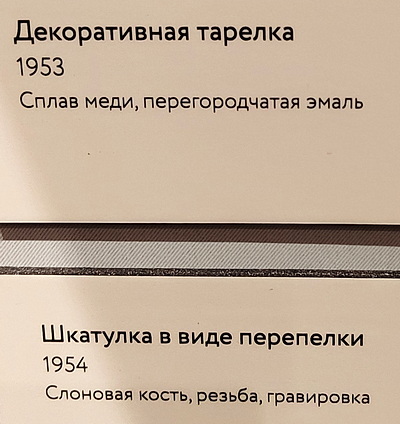 Декоративная тарелка
1953
Сплав меди, перегородчатая эмаль
Шкатулка в виде перепелки
1954
Слоновая кость, резьба, гравировка